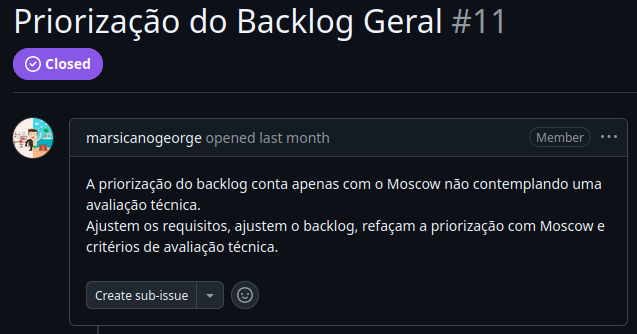 Priorização do Backlog Geral #11
Closed
marsicanogeorge opened last month
Member
A priorização do backlog conta apenas com o Moscow não contemplando uma
avaliação técnica.
Ajustem os requisitos, ajustem o backlog, refaçam a priorização com Moscow e
critérios de avaliação técnica.
Create sub-issue